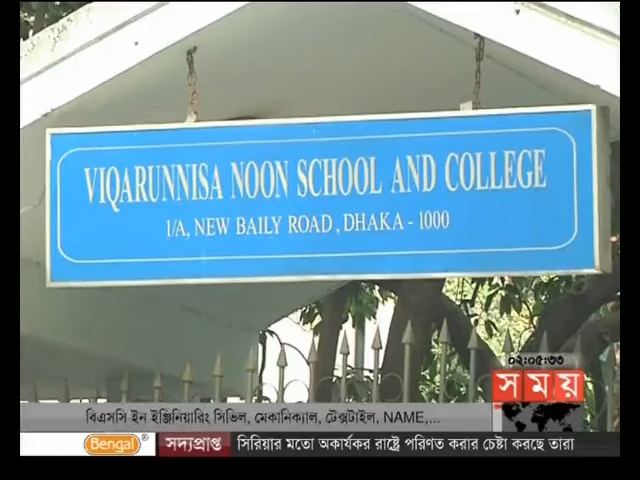 VIQARUNNISA NOON SCHOOL AND COLLEGE
1/A, NEW BAILY ROAD, DHAKA - 1000
০২:০৫:৩৩
সময়
বিএসসি ইন ইঞ্জিনিয়ারিং সিভিল, মেকানিক্যাল, টেক্সটাইল, NAME,...
Bengal সদ্যপ্রাপ্ত সিরিয়ার মতো অকার্যকর রাষ্ট্রে পরিণত করার চেষ্টা করছে তারা